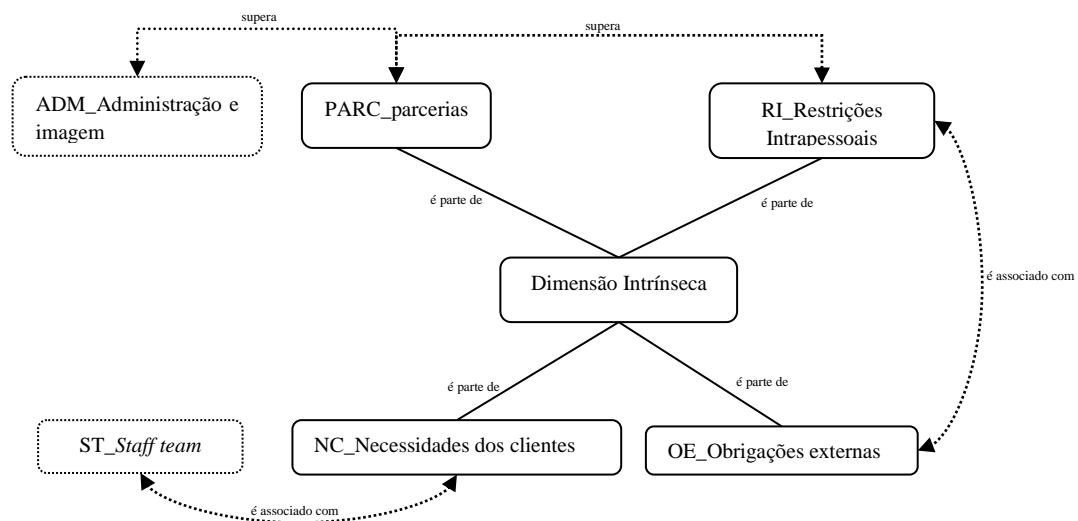 supera
supera
ADM_Administração e
imagem
PARC_parcerias
RI_Restrições
Intrapessoais
é parte de
é parte de
Dimensão Intrínseca
é associado com
é parte de
é parte de
ST_Staff team
NC_Necessidades dos clientes
OE_Obrigações externas
é associado com